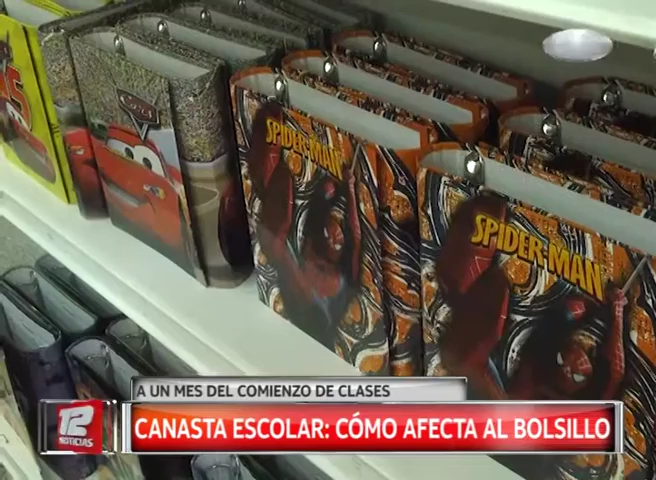 Cars
SPIDER-MAN
SPIDER-MAN
A UN MES DEL COMIENZO DE CLASES
12
NOTICIAS
CANASTA ESCOLAR: CÓMO AFECTA AL BOLSILLO